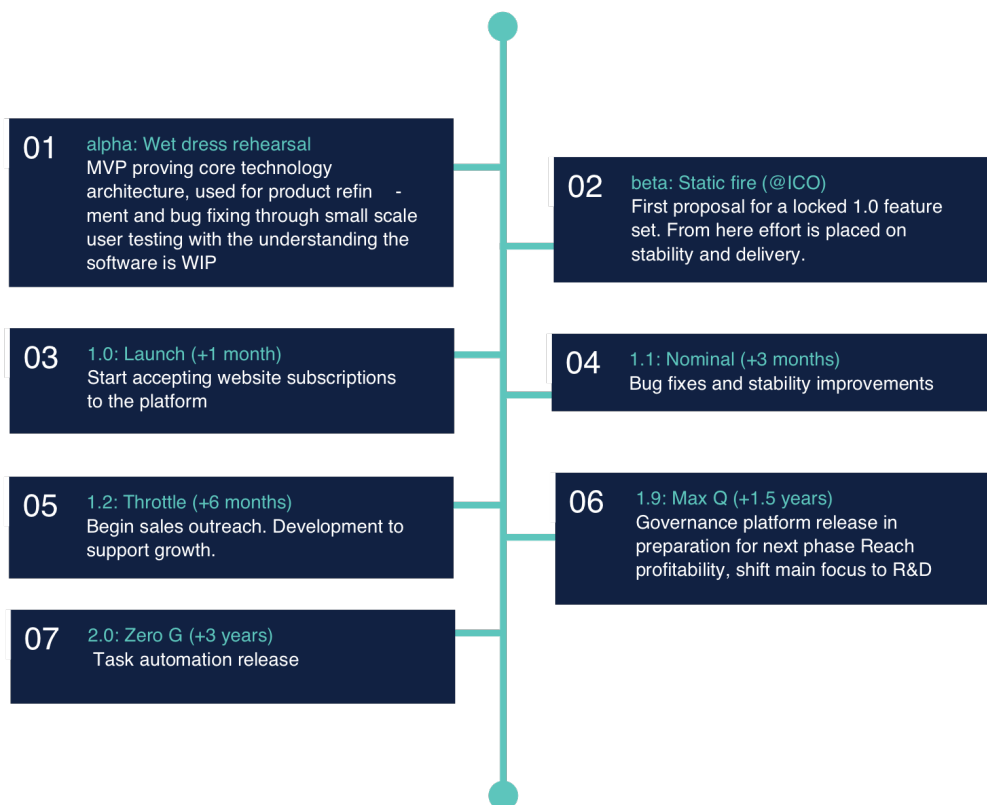 01
alpha: Wet dress rehearsal
MVP proving core technology
architecture, used for product refin -
ment and bug fixing through small scale
user testing with the understanding the
software is WIP
02
beta: Static fire (@ICO)
First proposal for a locked 1.0 feature
set. From here effort is placed on
stability and delivery.
03
1.0: Launch (+1 month)
Start accepting website subscriptions
to the platform
04
1.1: Nominal (+3 months)
Bug fixes and stability improvements
05
1.2: Throttle (+6 months)
Begin sales outreach. Development to
support growth.
06
1.9: Max Q (+1.5 years)
Governance platform release in
preparation for next phase Reach
profitability, shift main focus to R&D
07
2.0: Zero G (+3 years)
Task automation release